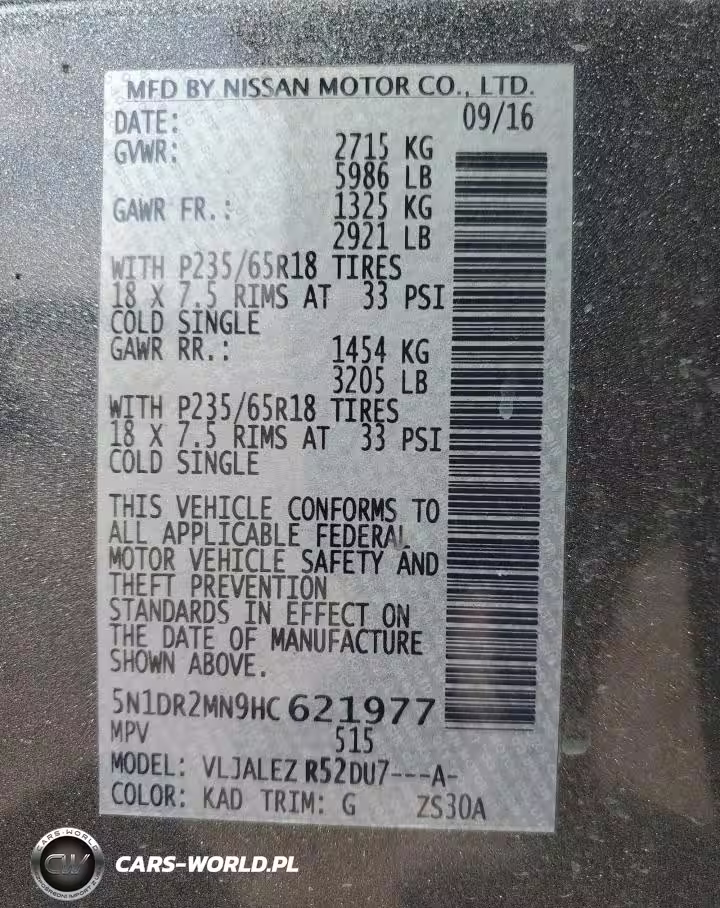 MFD BY NISSAN MOTOR CO., LTD.
DATE: 09/16
GVWR: 2715 KG
5986 LB
GAWR FR.: 1325 KG
2921 LB
WITH P235/65R18 TIRES
18 X 7.5 RIMS AT 33 PSI
COLD SINGLE
GAWR RR.: 1454 KG
3205 LB
WITH P235/65R18 TIRES
18 X 7.5 RIMS AT 33 PSI
COLD SINGLE
THIS VEHICLE CONFORMS TO
ALL APPLICABLE FEDERAL
MOTOR VEHICLE SAFETY AND
THEFT PREVENTION
STANDARDS IN EFFECT ON
THE DATE OF MANUFACTURE
SHOWN ABOVE.
5N1DR2MN9HC621977
MPV 515
MODEL: VLJALEZ R52DU7---A-
COLOR: KAD TRIM: G ZS30A
CARS-WORLD
CW
CARS-WORLD.PL